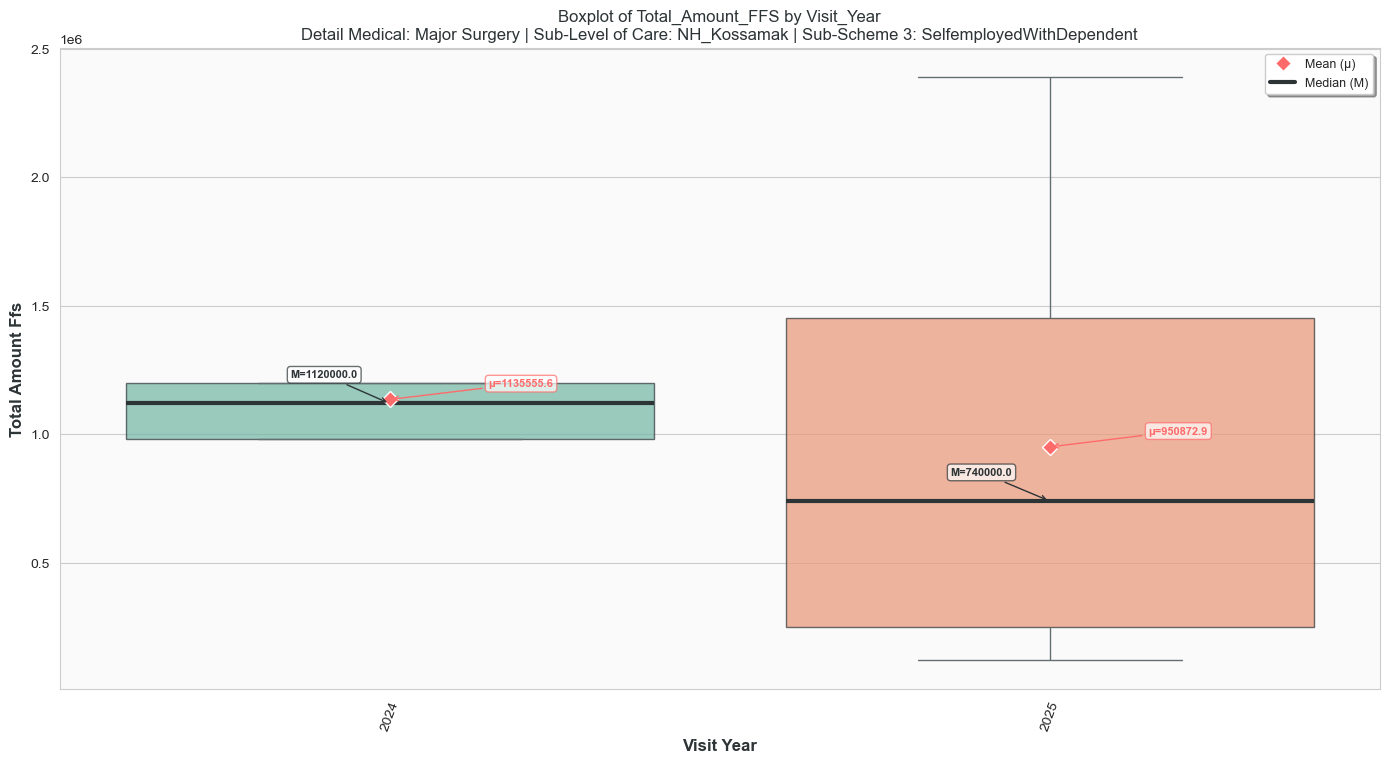 Boxplot of Total_Amount_FFS by Visit_Year
Detail Medical: Major Surgery | Sub-Level of Care: NH_Kossamak | Sub-Scheme 3: SelfemployedWithDependent
1e6
2.5
2.0
1.5
1.0
0.5
Total Amount Ffs
Mean (μ)
Median (M)
M=1120000.0
μ=1135555.6
μ=950872.9
M=740000.0
2024
2025
Visit Year